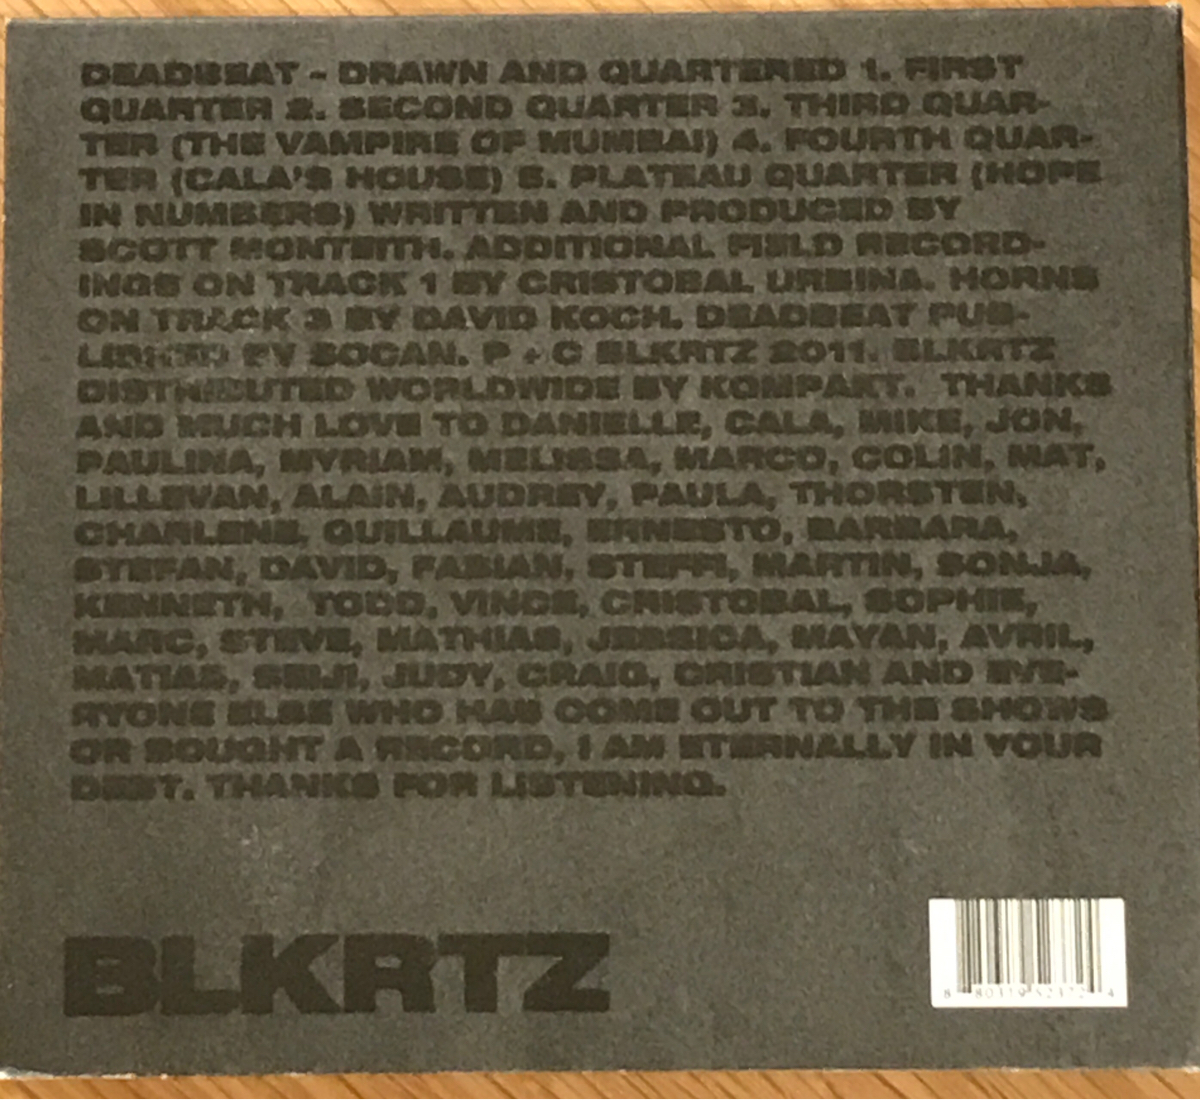 DEADBEAT - DRAWN AND QUARTERED 1. FIRST
QUARTER 2. SECOND QUARTER 3. THIRD QUAR-
TER (THE VAMPIRE OF MUMBAI) 4. FOURTH QUAR-
TER (CALA'S HOUSE) 5. PLATEAU QUARTER (HOPE
IN NUMBERS) WRITTEN AND PRODUCED BY
SCOTT MONTEITH. ADDITIONAL FIELD RECORD-
INGS ON TRACK 1 BY CRISTOBAL URBINA. HORNS
ON TRACK 3 BY DAVID KOCH. DEADBEAT PUB-
LISHED BY SOCAN. P + C BLKRTZ 2011. BLKRTZ
DISTRIBUTED WORLDWIDE BY KOMPAKT. THANKS
AND MUCH LOVE TO DANIELLE, CALA, MIKE, JON,
PAULINA, MYRIAM, MELISSA, MARCO, COLIN, MAT,
LILLEVAN, ALAIN, AUDREY, PAULA, THORSTEN,
CHARLENE, QUILLAUME, ERNESTO, BARBARA,
STEFAN, DAVID, FABIAN, STEFFI, MARTIN, SONJA,
KENNETH, TODD, VINCE, CRISTOBAL, SOPHIE,
MARC, STEVE, MATHIAS, JESSICA, MAYAN, AVRIL,
MATIAS, SEIJI, JUDY, CRAIG, CRISTIAN AND EVE-
RYONE ELSE WHO HAS COME OUT TO THE SHOWS
OR BOUGHT A RECORD, I AM ETERNALLY IN YOUR
DEBT. THANKS FOR LISTENING.
BLKRTZ